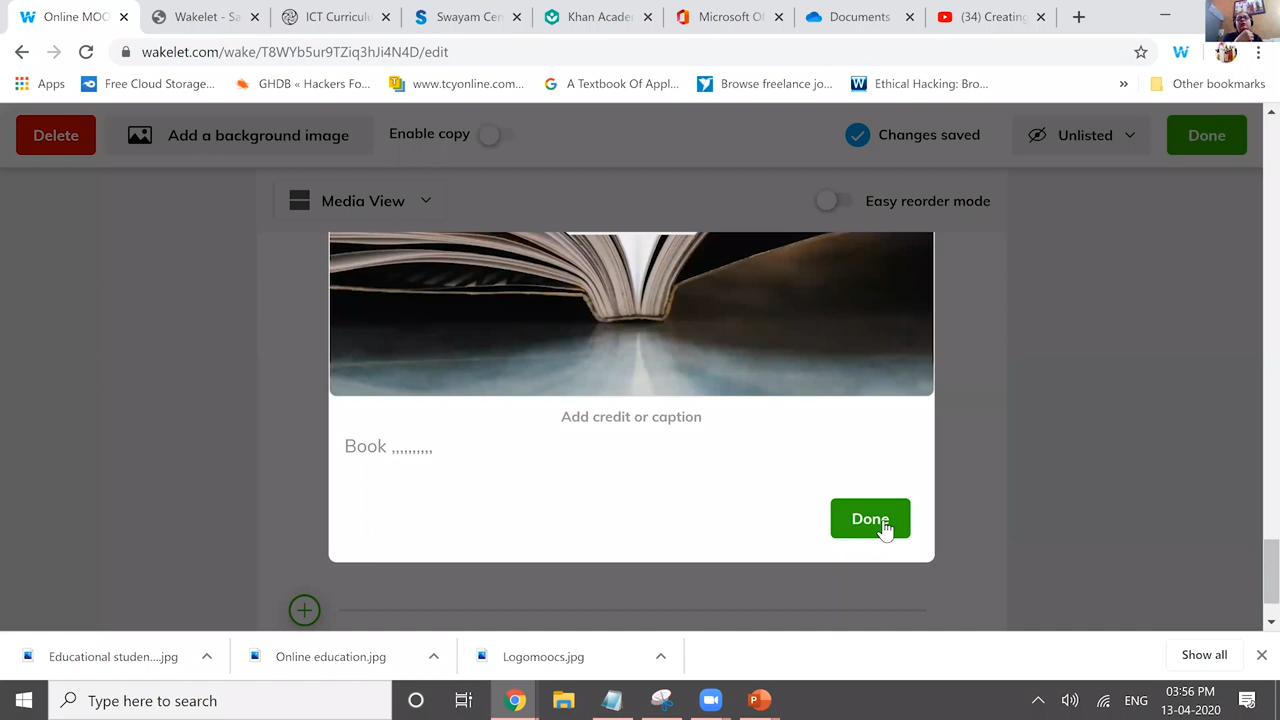 Online MOO
Wakelet - Sa
ICT Curriculu
Swayam Cen
Khan Acade
Microsoft O
Documents
(34) Creating
wakelet.com/wake/T8WYb5ur9TZiq3hJi4N4D/edit
Apps
Free Cloud Storage...
GHDB « Hackers Fo...
www.tcyonline.com...
A Textbook Of Appl...
Browse freelance jo...
Ethical Hacking: Bro...
»
Other bookmarks
Delete
Add a background image
Enable copy
Changes saved
Unlisted
Done
Media View
Easy reorder mode
Add credit or caption
Book ,,,,,,,,,,
Done
Educational studen....jpg
Online education.jpg
Logomoocs.jpg
Show all
Type here to search
ENG
03:56 PM
13-04-2020